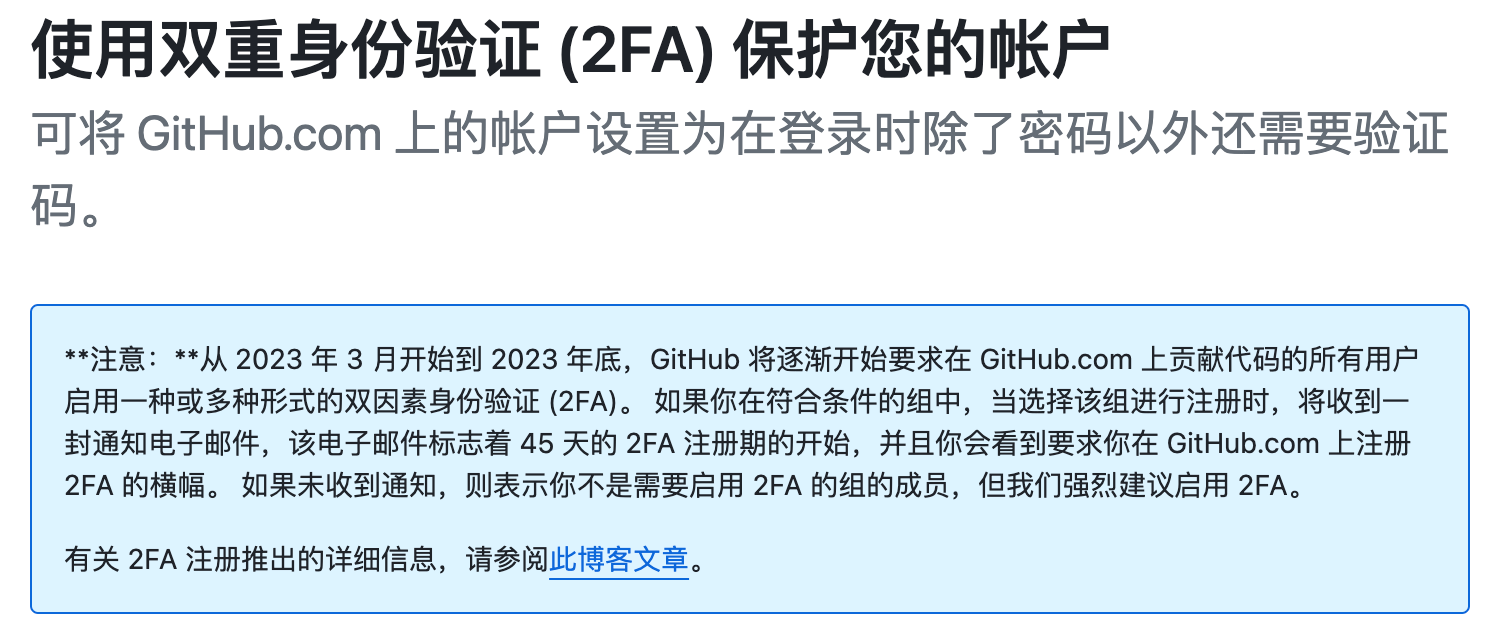 使用双重身份验证 (2FA) 保护您的帐户
可将 GitHub.com 上的帐户设置为在登录时除了密码以外还需要验证
码。
**注意：**从 2023 年 3 月开始到 2023 年底，GitHub 将逐渐开始要求在 GitHub.com 上贡献代码的所有用户
启用一种或多种形式的双因素身份验证 (2FA)。 如果你在符合条件的组中，当选择该组进行注册时，将收到一
封通知电子邮件，该电子邮件标志着 45 天的 2FA 注册期的开始，并且你会看到要求你在 GitHub.com 上注册
2FA 的横幅。 如果未收到通知，则表示你不是需要启用 2FA 的组的成员，但我们强烈建议启用 2FA。
有关 2FA 注册推出的详细信息，请参阅此博客文章。